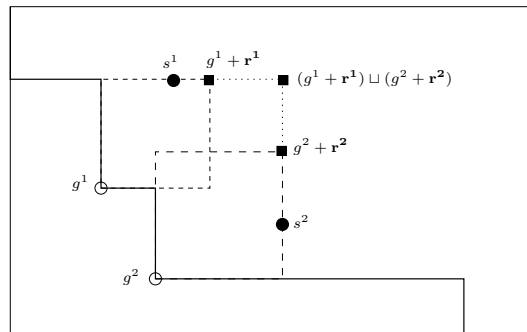 s¹
g¹ + r¹
(g¹ + r¹) ⊔ (g² + r²)
g² + r²
g¹
s²
g²